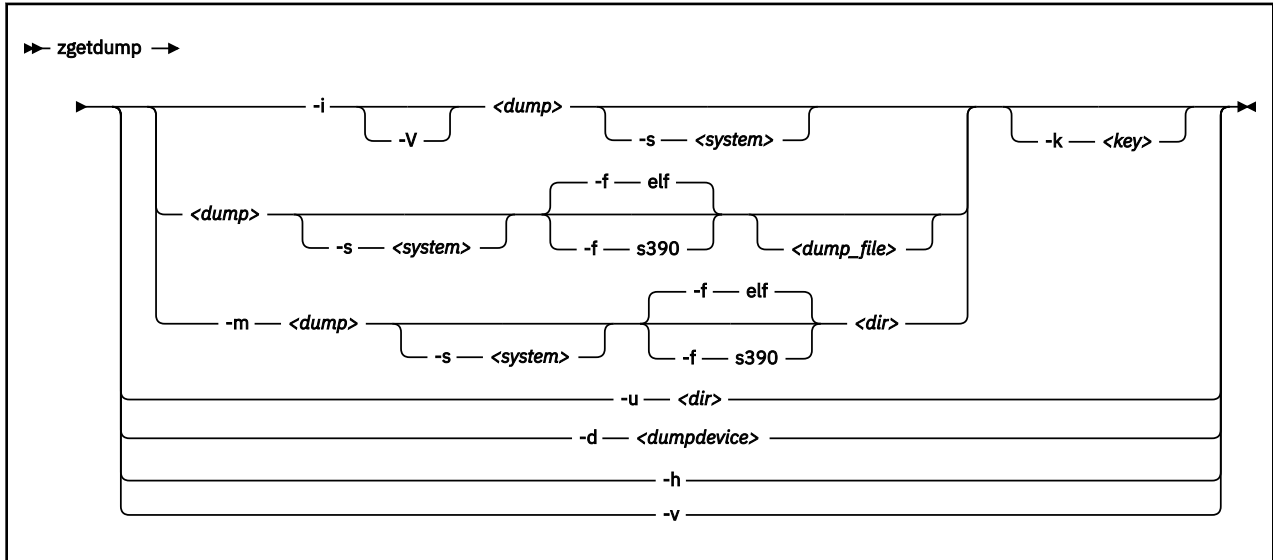 zgetdump
-i <dump>
-V -s <system> -k <key>
-f elf
<dump>
-s <system> -f s390 <dump_file>
-f elf
-m <dump> <dir>
-s <system> -f s390
-u <dir>
-d <dumpdevice>
-h
-v